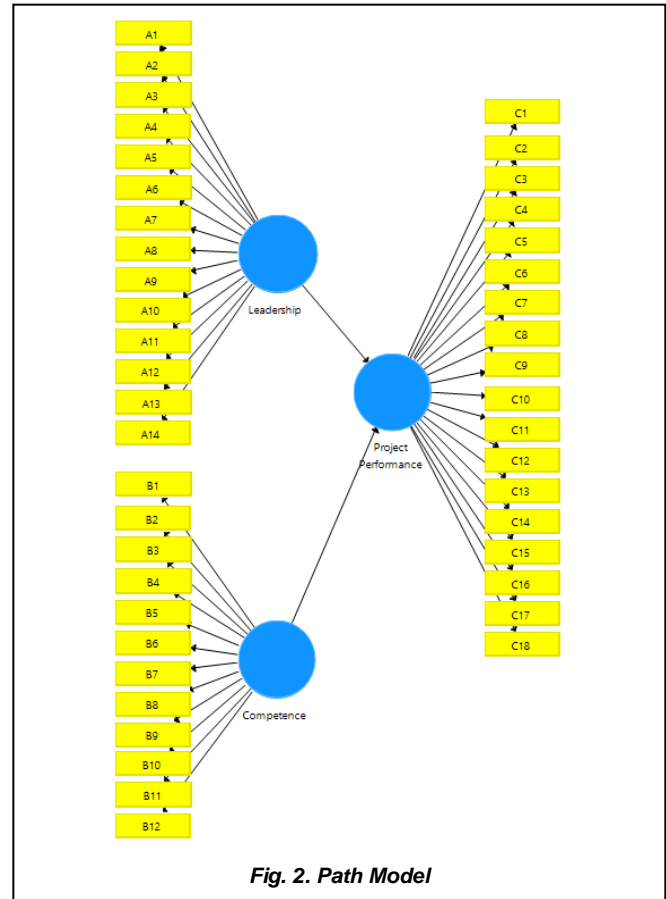 A1
A2
A3
A4
A5
A6
A7
A8
A9
A10
A11
A12
A13
A14
Leadership
B1
B2
B3
B4
B5
B6
B7
B8
B9
B10
B11
B12
Competence
Project
Performance
C1
C2
C3
C4
C5
C6
C7
C8
C9
C10
C11
C12
C13
C14
C15
C16
C17
C18
Fig. 2. Path Model